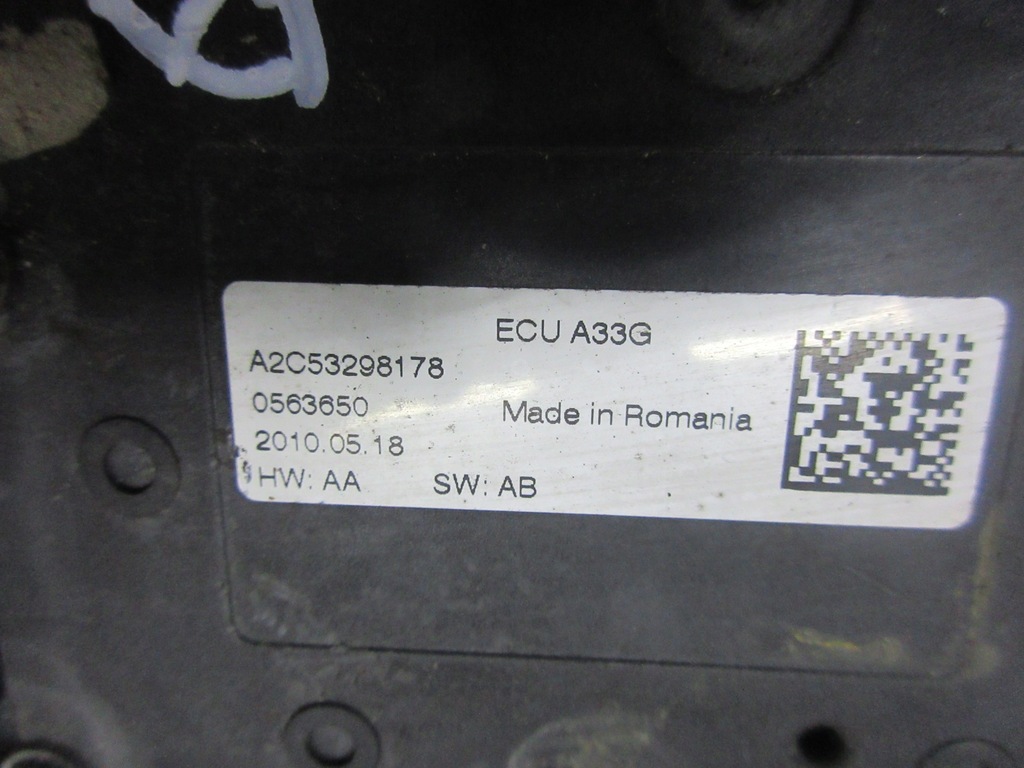 ECU A33G
A2C53298178
0563650
Made in Romania
2010.05.18
HW: AA SW: AB